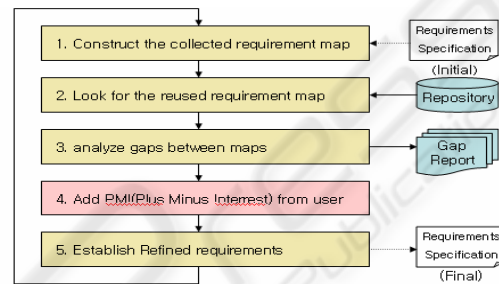 1. Construct the collected requirement map
Requirements
Specification
(Initial)
2. Look for the reused requirement map
Repository
3. analyze gaps between maps
Gap
Report
4. Add PMI(Plus Minus Interrest) from user
5. Establish Refined requirements
Requirements
Specification
(Final)